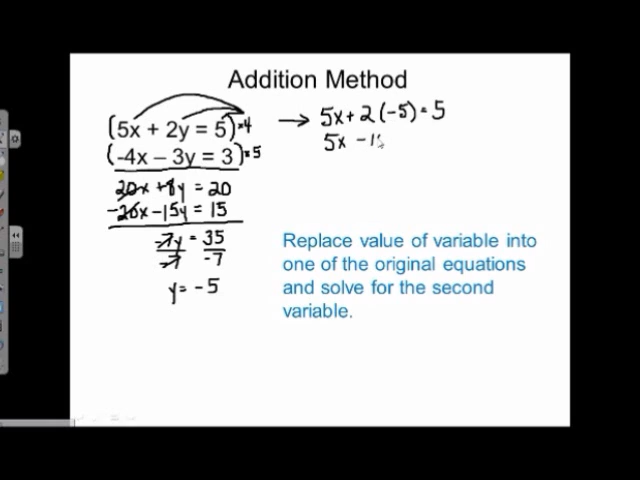 Addition Method
(5x + 2y = 5)×4
(-4x – 3y = 3)×5
20x + 8y = 20
-20x - 15y = 15
-7y = 35
-7 -7
y = -5
→ 5x + 2(-5) = 5
5x - 1
Replace value of variable into
one of the original equations
and solve for the second
variable.